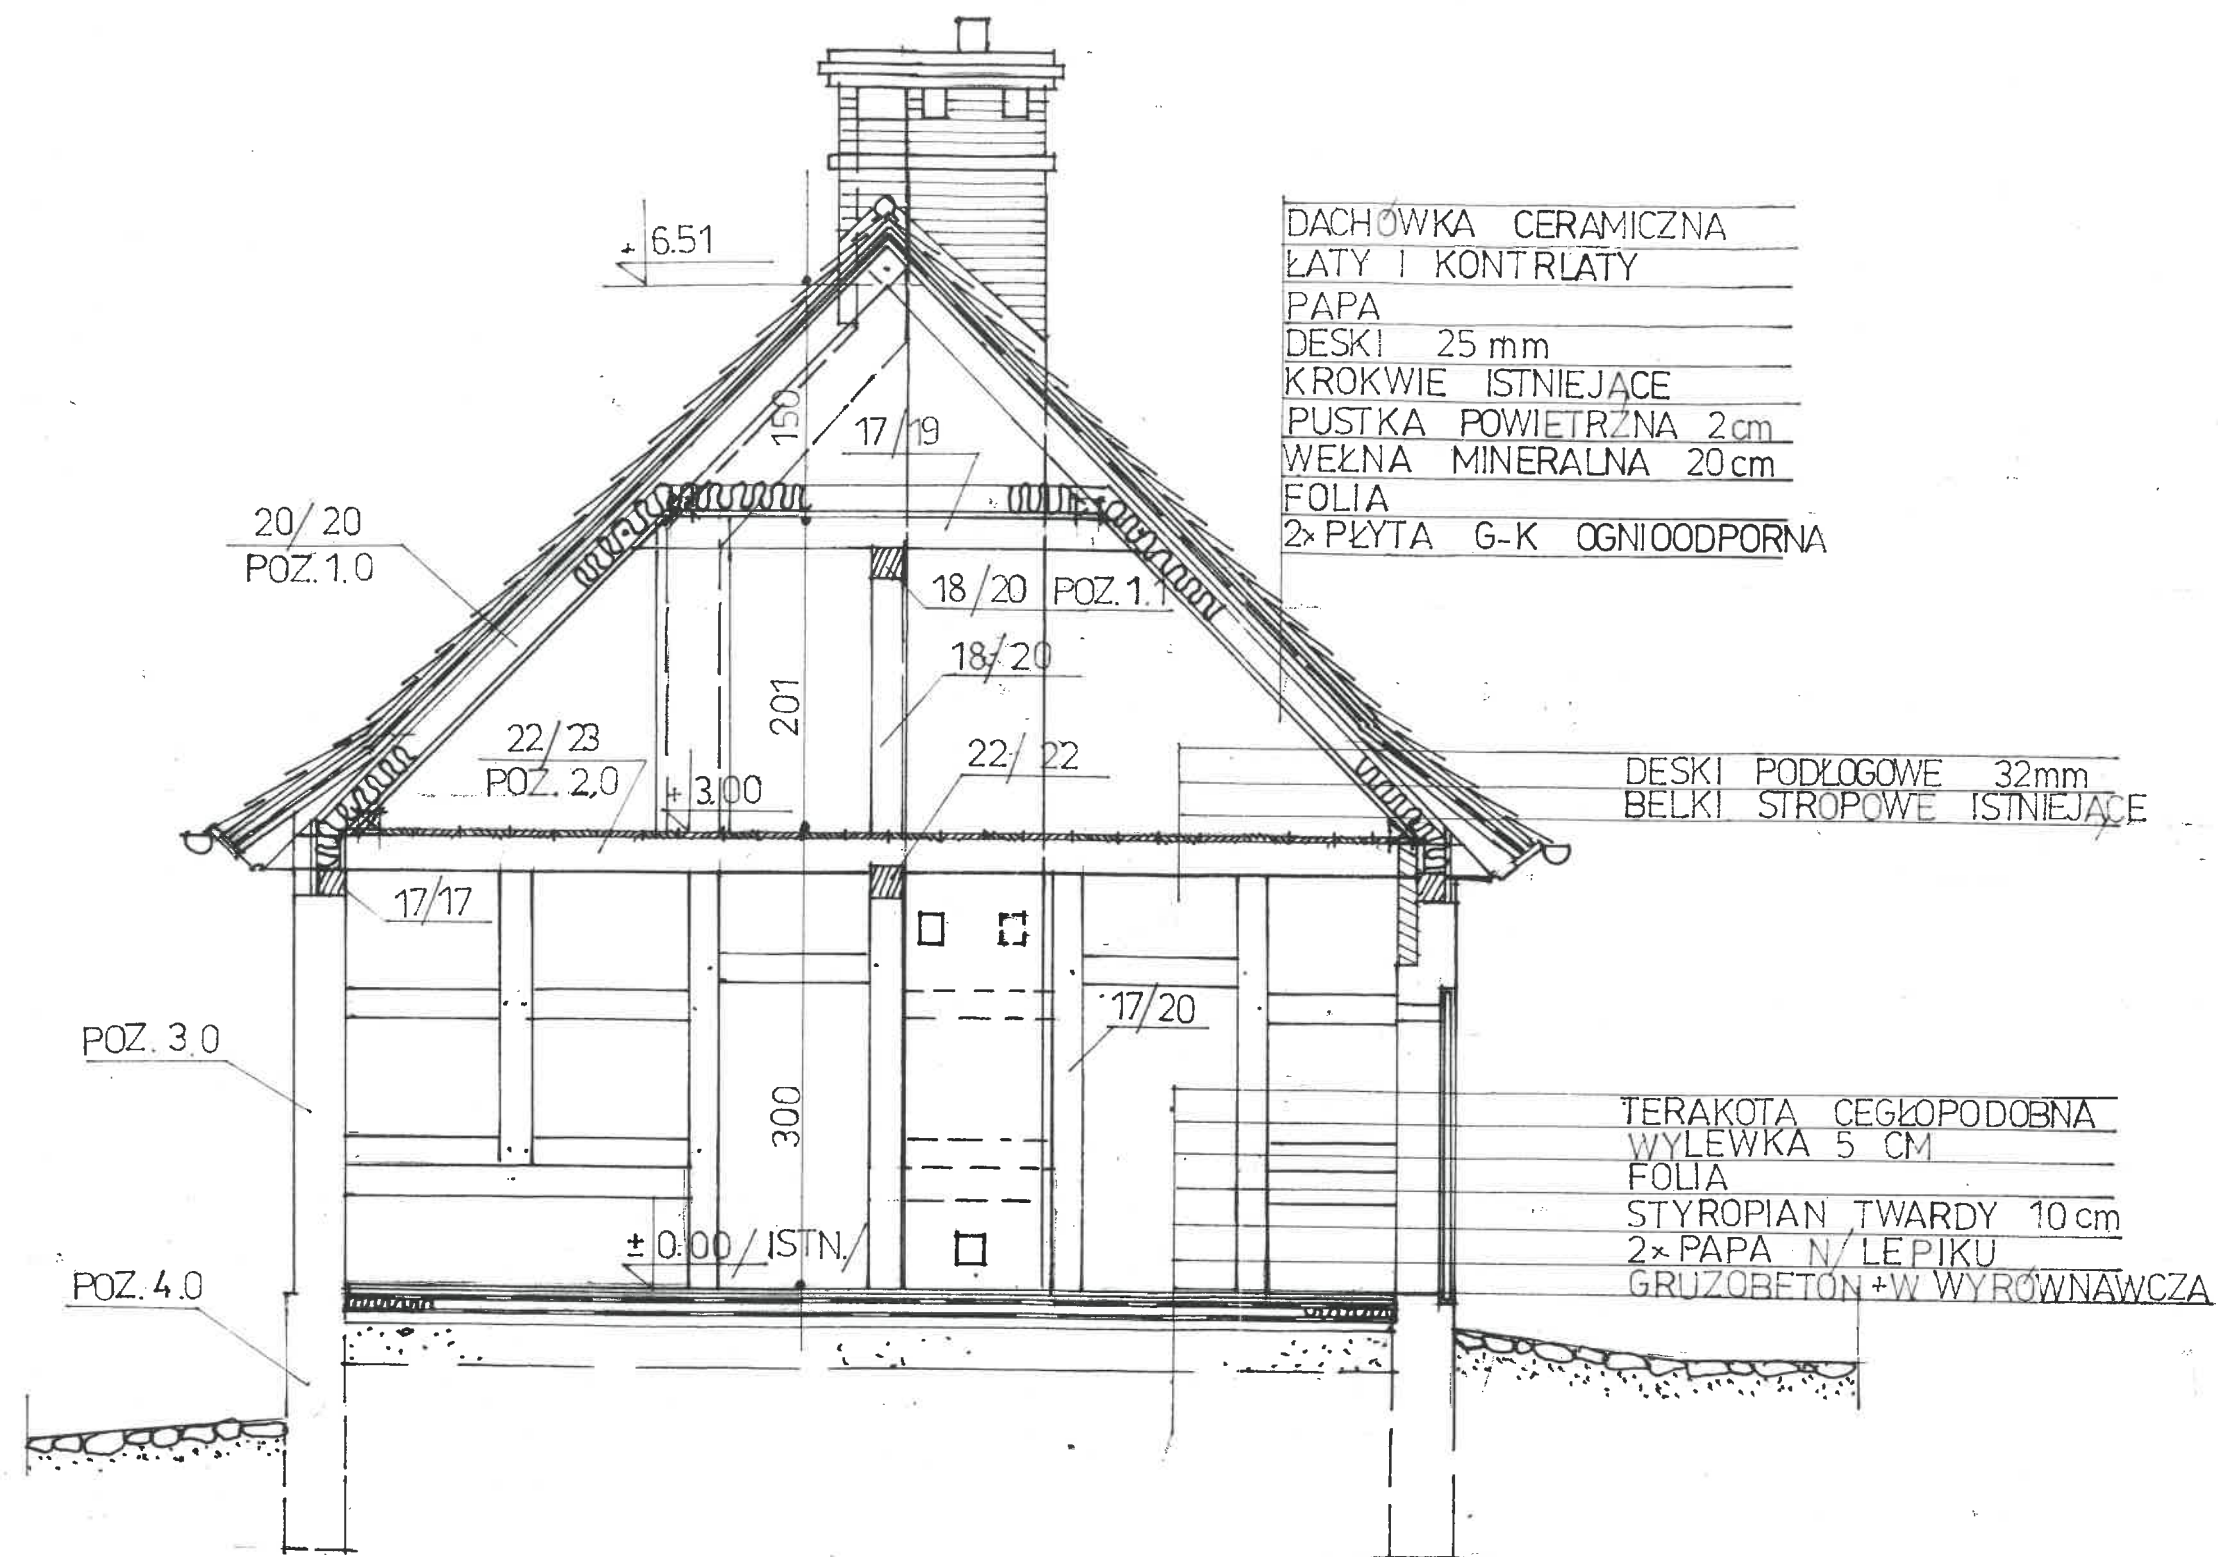 + 6.51
DACHÓWKA CERAMICZNA
ŁATY I KONTRŁATY
PAPA
DESKI 25 mm
KROKWIE ISTNIEJĄCE
PUSTKA POWIETRZNA 2 cm
WEŁNA MINERALNA 20 cm
FOLIA
2x PŁYTA G-K OGNIOODPORNA
150
17/19
20/20
POZ. 1.0
18/20 POZ. 1.1
18/20
201
22/23
POZ. 2,0
+ 3.00
22/22
DESKI PODŁOGOWE 32mm
BELKI STROPOWE ISTNIEJĄCE
17/17
17/20
POZ. 3.0
300
TERAKOTA CEGŁOPODOBNA
WYLEWKA 5 CM
FOLIA
STYROPIAN TWARDY 10 cm
2x PAPA N/LEPIKU
GRUZOBETON + W WYRÓWNAWCZA
± 0.00 /ISTN./
POZ. 4.0